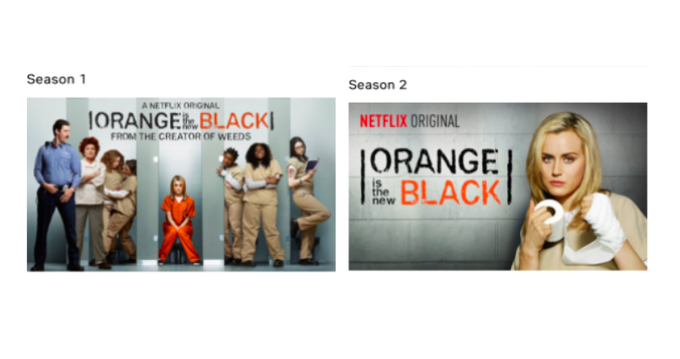 Season 1
A NETFLIX ORIGINAL
ORANGE is the new BLACK
FROM THE CREATOR OF WEEDS
Season 2
NETFLIX ORIGINAL
ORANGE
is the new BLACK